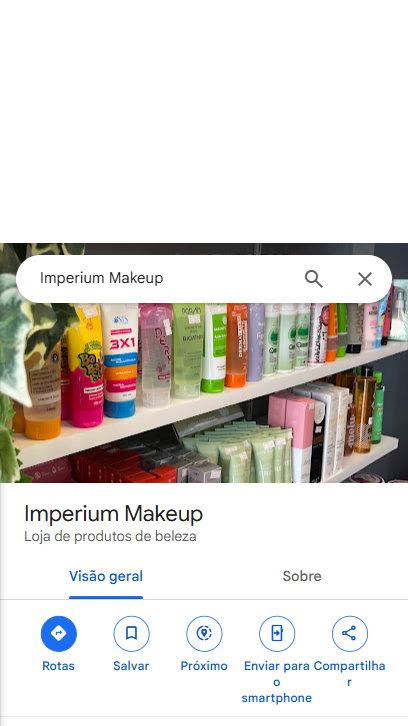 Imperium Makeup
3X1
Imperium Makeup
Loja de produtos de beleza
Visão geral
Sobre
Rotas
Salvar
Próximo
Enviar para
o
smartphone
Compartilha
r